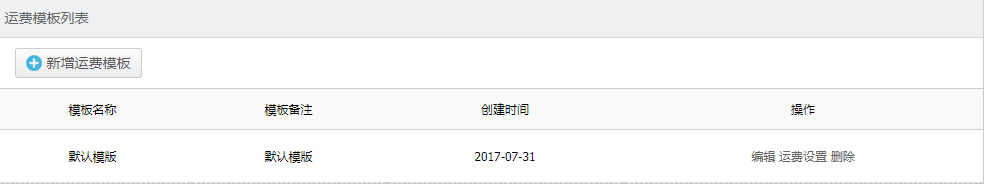 运费模板列表
新增运费模板
模板名称 模板备注 创建时间 操作
默认模版 默认模版 2017-07-31 编辑 运费设置 删除